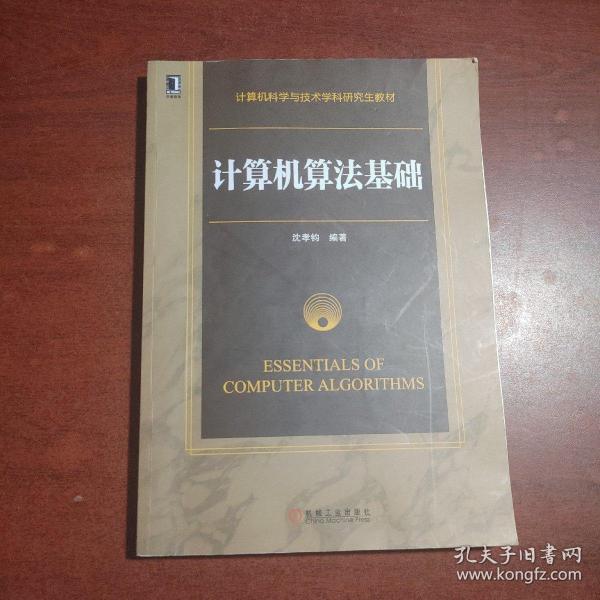 计算机科学与技术学科研究生教材
计算机算法基础
沈孝钧 编著
ESSENTIALS OF
COMPUTER ALGORITHMS
机械工业出版社
China Machine Press
孔夫子旧书网
www.kongfz.com